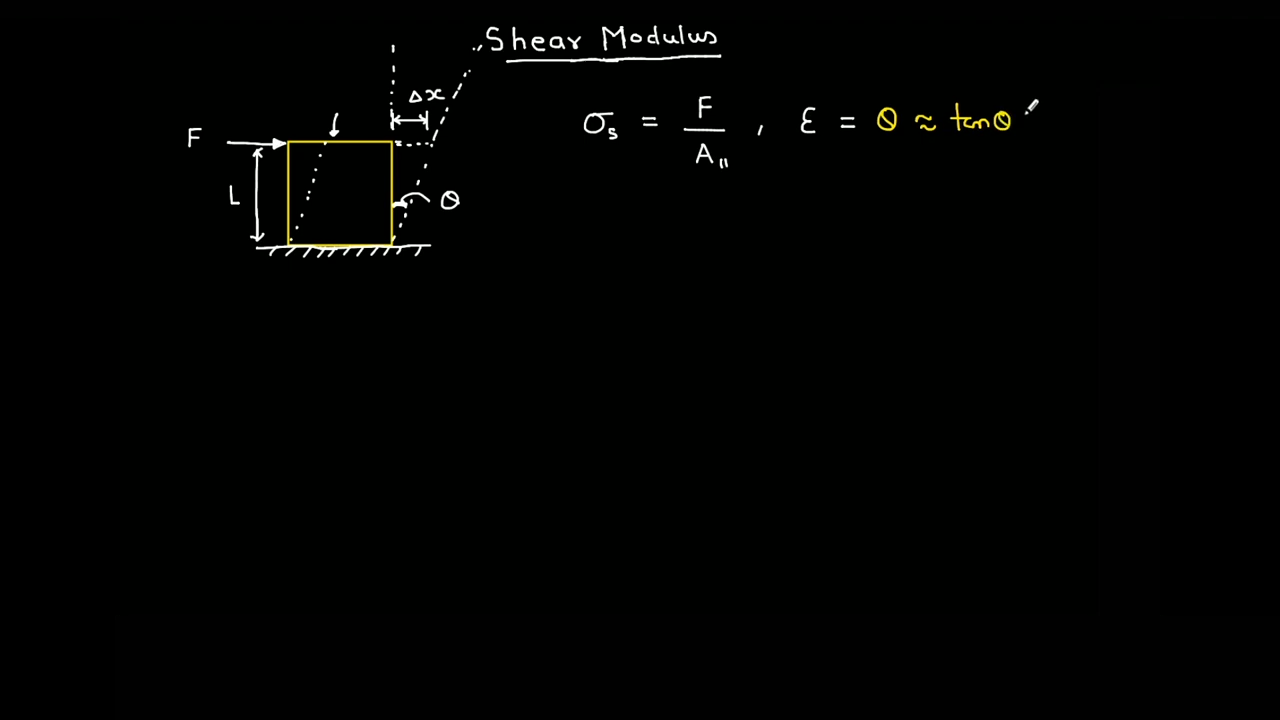 Shear Modulus
Δx
F
L
θ
σₛ = F / A₍₎ , ε = θ ≈ tanθ